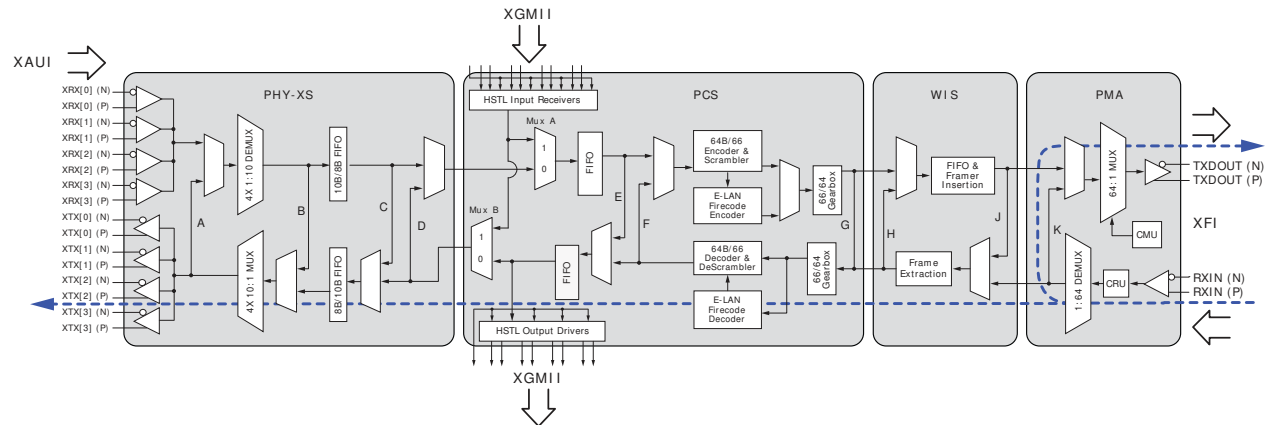 XGMII
XAUI
PHY-XS
PCS
WIS
PMA
XRX[0] (N)
XRX[0] (P)
XRX[1] (N)
XRX[1] (P)
XRX[2] (N)
XRX[2] (P)
XRX[3] (N)
XRX[3] (P)
XTX[0] (N)
XTX[0] (P)
XTX[1] (N)
XTX[1] (P)
XTX[2] (N)
XTX[2] (P)
XTX[3] (N)
XTX[3] (P)
A
4X 1:10 DEMUX
B
10B/8B FIFO
C
D
4X 10:1 MUX
8B/10B FIFO
HSTL Input Receivers
Mux A
1
0
FIFO
E
F
Mux B
1
0
FIFO
64B/66
Encoder &
Scrambler
E-LAN
Firecode
Encoder
66/64
Gearbox
G
64B/66
Decoder &
DeScrambler
E-LAN
Firecode
Decoder
66/64
Gearbox
HSTL Output Drivers
XGMII
H
FIFO &
Framer
Insertion
J
Frame
Extraction
K
64:1 MUX
CMU
1:64 DEMUX
CRU
TXDOUT (N)
TXDOUT (P)
XFI
RXIN (N)
RXIN (P)